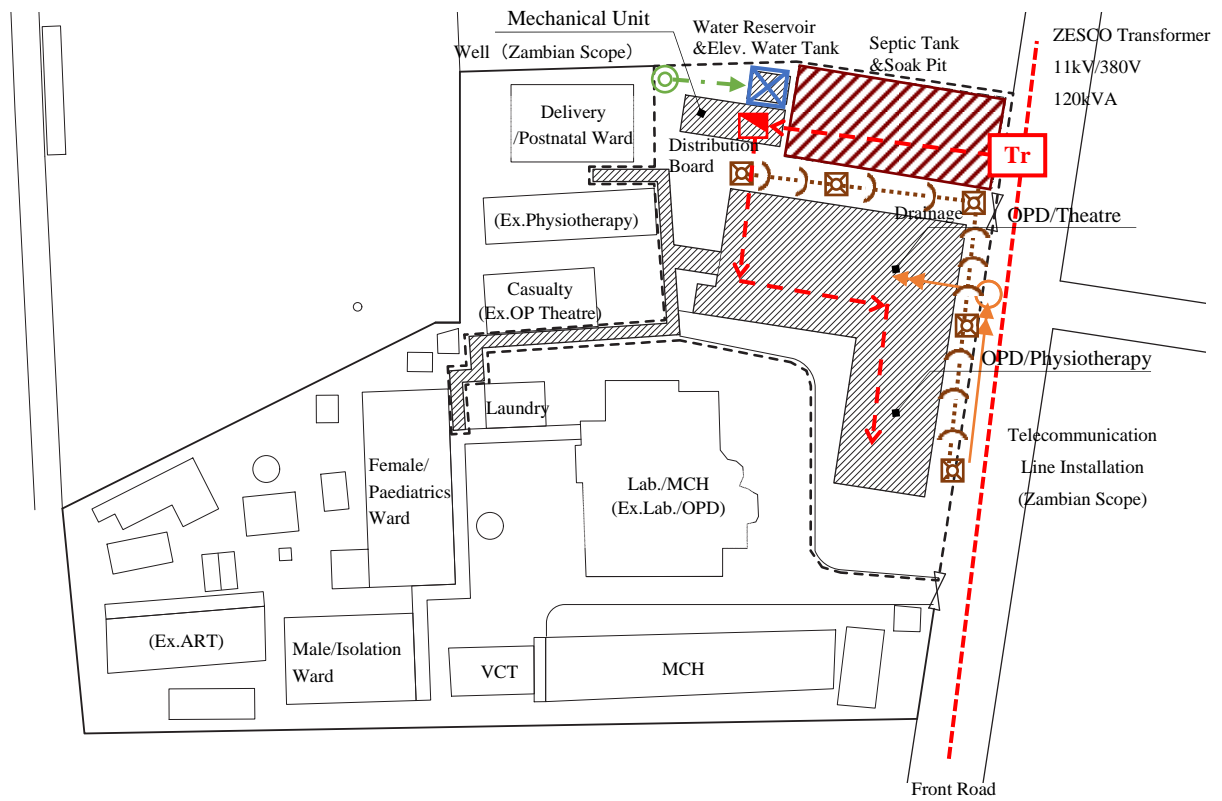 Mechanical Unit
Well（Zambian Scope）
Water Reservoir
&Elev. Water Tank
Septic Tank
&Soak Pit
ZESCO Transformer
11kV/380V
120kVA
Delivery
/Postnatal Ward
Distribution
Board
Tr
(Ex.Physiotherapy)
Drainage
OPD/Theatre
Casualty
(Ex.OP Theatre)
OPD/Physiotherapy
Laundry
Telecommunication
Line Installation
(Zambian Scope)
Female/
Paediatrics
Ward
Lab./MCH
(Ex.Lab./OPD)
(Ex.ART)
Male/Isolation
Ward
VCT
MCH
Front Road